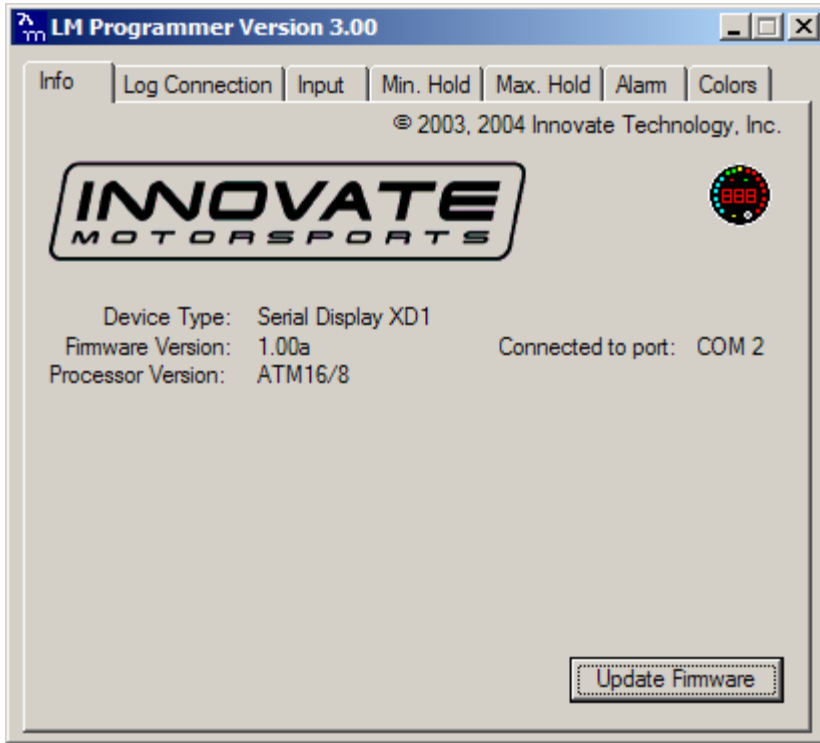 LM Programmer Version 3.00
Info Log Connection Input Min. Hold Max. Hold Alarm Colors
© 2003, 2004 Innovate Technology, Inc.
INNOVATE
MOTORSPORTS
888
Device Type: Serial Display XD1
Firmware Version: 1.00a Connected to port: COM 2
Processor Version: ATM16/8
Update Firmware